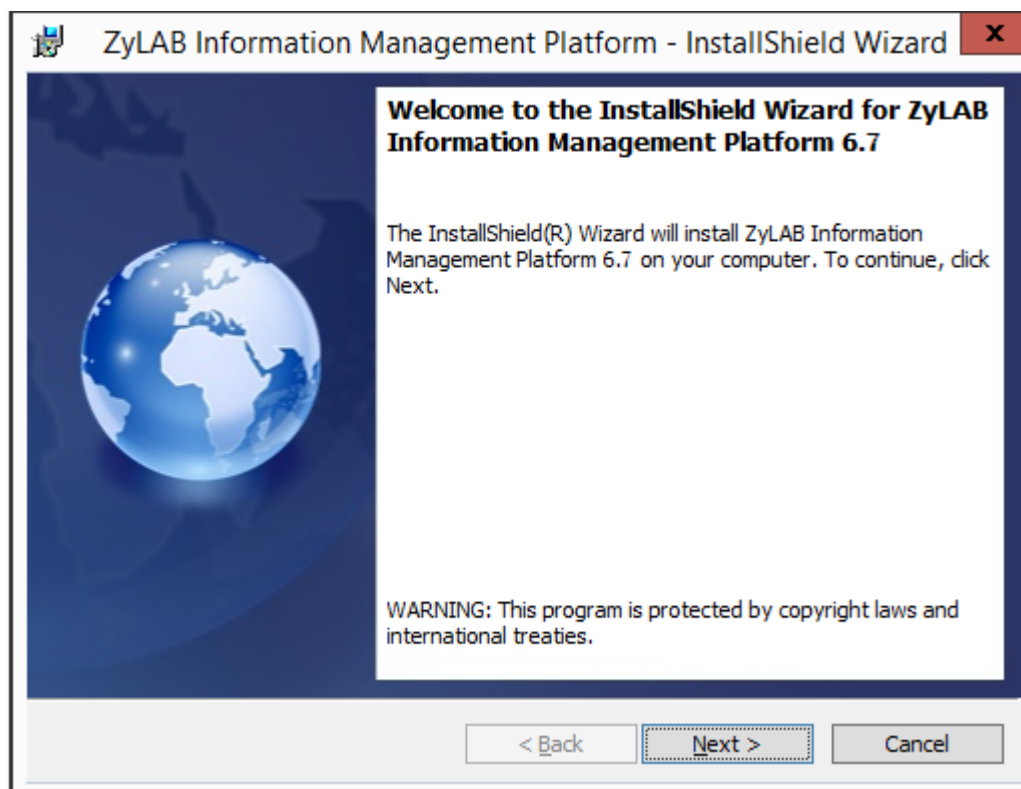 ZyLAB Information Management Platform - InstallShield Wizard
x
Welcome to the InstallShield Wizard for ZyLAB
Information Management Platform 6.7
The InstallShield(R) Wizard will install ZyLAB Information
Management Platform 6.7 on your computer. To continue, click
Next.
WARNING: This program is protected by copyright laws and
international treaties.
< Back
Next >
Cancel